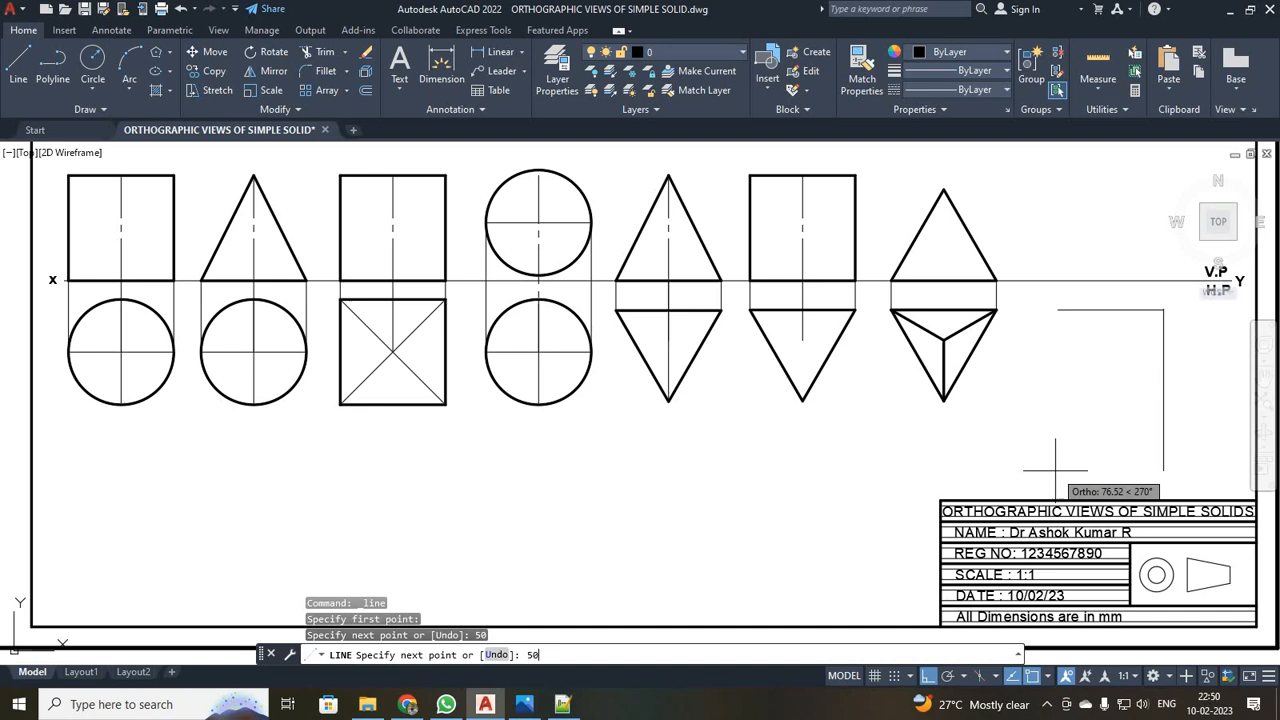 Share
Autodesk AutoCAD 2022 ORTHOGRAPHIC VIEWS OF SIMPLE SOLID.dwg
Type a keyword or phrase
Sign In
Home Insert Annotate Parametric View Manage Output Add-ins Collaborate Express Tools Featured Apps
Line Polyline Circle Arc
Move Rotate Trim
Copy Mirror Fillet
Stretch Scale Array
Text Dimension
Linear
Leader
Table
Layer Properties
0
Make Current
Match Layer
Insert
Create
Edit
Match Properties
ByLayer
ByLayer
ByLayer
Group
Measure
Paste
Base
Draw Modify Annotation Layers Block Properties Groups Utilities Clipboard View
Start ORTHOGRAPHIC VIEWS OF SIMPLE SOLID*
[−][Top][2D Wireframe]
N
W TOP E
S
X
V.P
H.P
Y
Ortho: 76.52 < 270°
ORTHOGRAPHIC VIEWS OF SIMPLE SOLIDS
NAME : Dr Ashok Kumar R
REG NO: 1234567890
SCALE : 1:1
DATE : 10/02/23
All Dimensions are in mm
Y
X
Command: _line
Specify first point:
Specify next point or [Undo]: 50
LINE Specify next point or [Undo]: 50
Model Layout1 Layout2
MODEL
1:1
Type here to search
27°C Mostly clear
ENG
22:50
10-02-2023